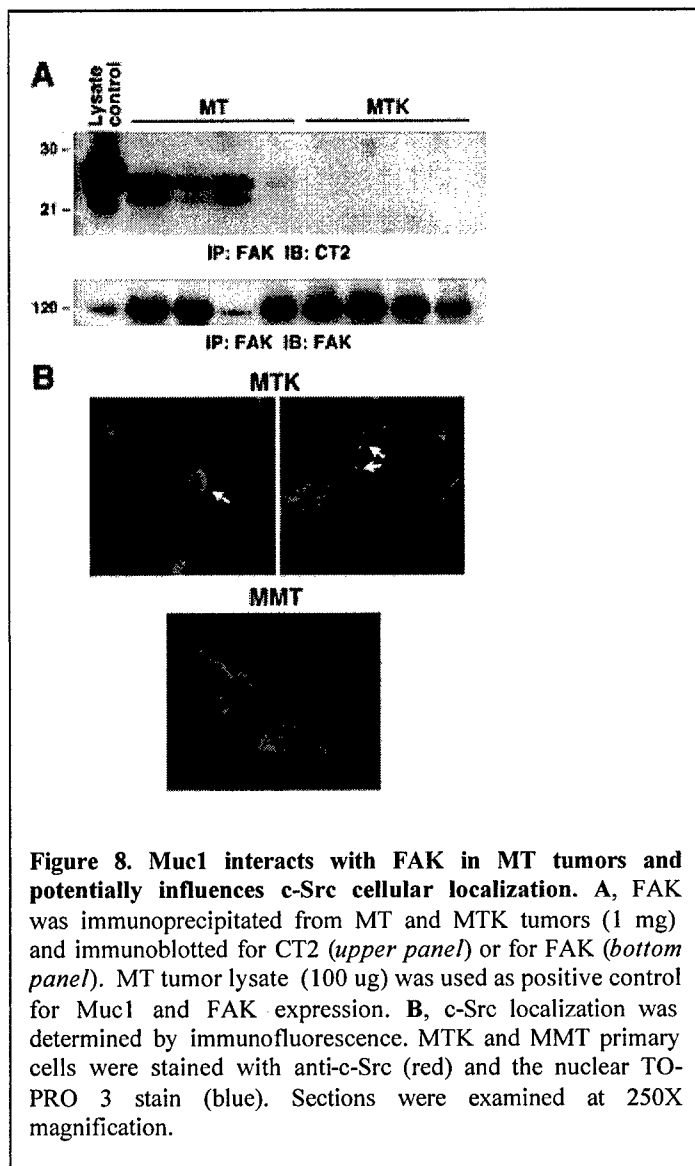 A
Lysate
control
MT
MTK
30
21
IP: FAK IB: CT2
120
IP: FAK IB: FAK
B
MTK
MMT
Figure 8. Muc1 interacts with FAK in MT tumors and
potentially influences c-Src cellular localization. A, FAK
was immunoprecipitated from MT and MTK tumors (1 mg)
and immunoblotted for CT2 (upper panel) or for FAK (bottom
panel). MT tumor lysate (100 ug) was used as positive control
for Muc1 and FAK expression. B, c-Src localization was
determined by immunofluorescence. MTK and MMT primary
cells were stained with anti-c-Src (red) and the nuclear TO-
PRO 3 stain (blue). Sections were examined at 250X
magnification.